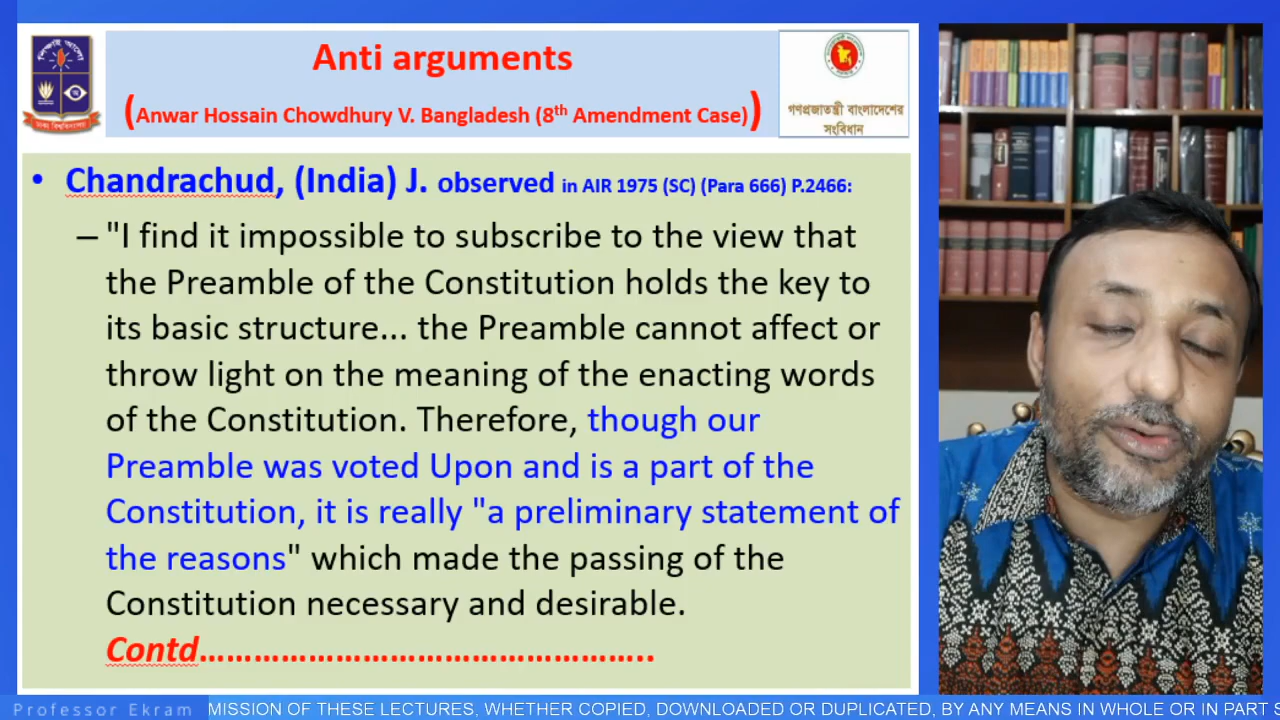 Anti arguments
(Anwar Hossain Chowdhury V. Bangladesh (8th Amendment Case))
গণপ্রজাতন্ত্রী বাংলাদেশের
সংবিধান
• Chandrachud, (India) J. observed in AIR 1975 (SC) (Para 666) P.2466:
– "I find it impossible to subscribe to the view that
the Preamble of the Constitution holds the key to
its basic structure... the Preamble cannot affect or
throw light on the meaning of the enacting words
of the Constitution. Therefore, though our
Preamble was voted Upon and is a part of the
Constitution, it is really "a preliminary statement of
the reasons" which made the passing of the
Constitution necessary and desirable.
Contd…………………………………………..
Professor Ekram
MISSION OF THESE LECTURES, WHETHER COPIED, DOWNLOADED OR DUPLICATED, BY ANY MEANS IN WHOLE OR IN PART S